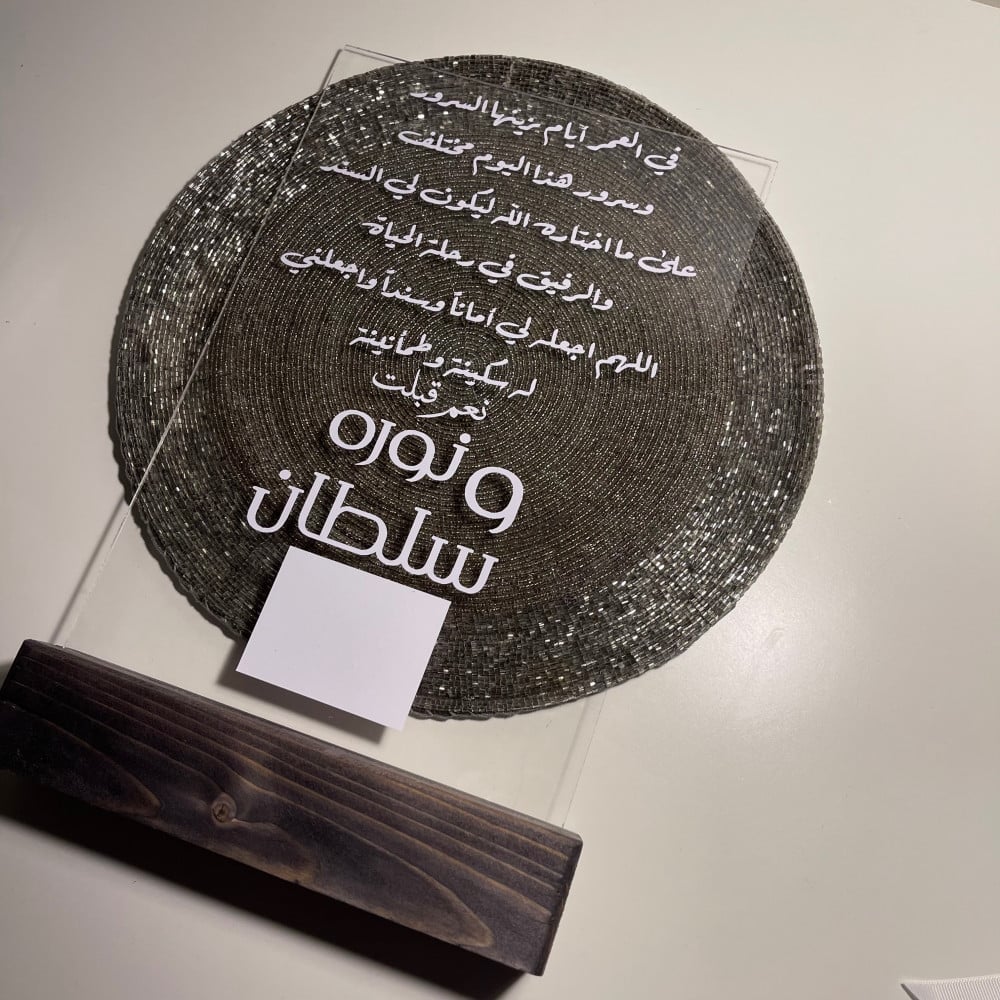 في العمر أيام يزينها السرور
وسرور هذا اليوم مختلف
على ما اختاره الله ليكون لي السند
والرفيق في رحلة الحياة
اللهم اجعله لي أماناً وسنداً واجعلني
له سكينة وطمأنينة
نعم قبلت
و نوره
سلطان